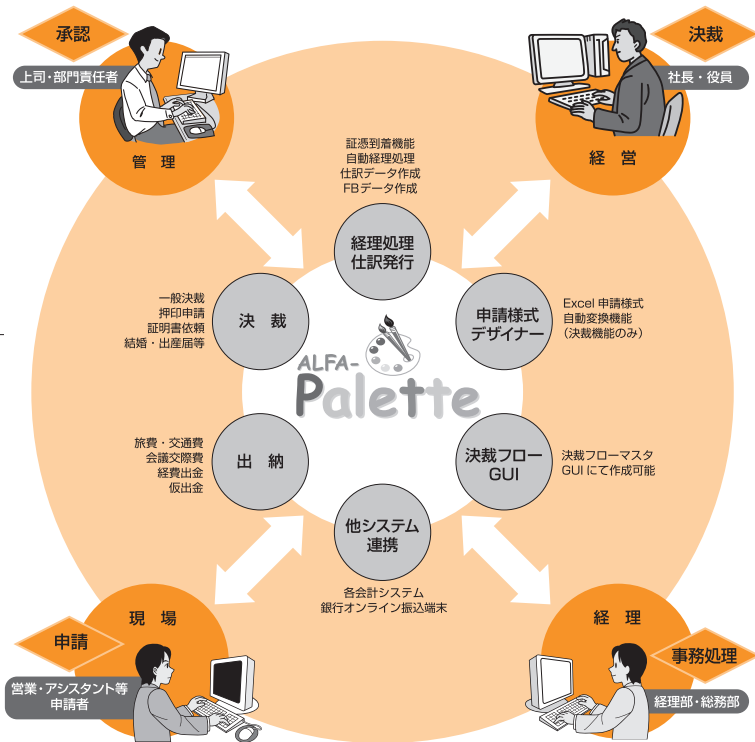 承認
上司・部門責任者
管 理
決裁
社長・役員
経 営
証憑到着機能
自動経理処理
仕訳データ作成
FBデータ作成
経理処理
仕訳発行
一般決裁
押印申請
証明書依頼
結婚・出産届等
決 裁
申請様式
デザイナー
Excel 申請様式
自動変換機能
（決裁機能のみ）
ALFA-
Palette
旅費・交通費
会議交際費
経費出金
仮出金
出 納
決裁フロー
GUI
決裁フローマスタ
GUI にて作成可能
他システム
連携
各会計システム
銀行オンライン振込端末
現 場
申請
営業・アシスタント等
申請者
経 理
事務処理
経理部・総務部